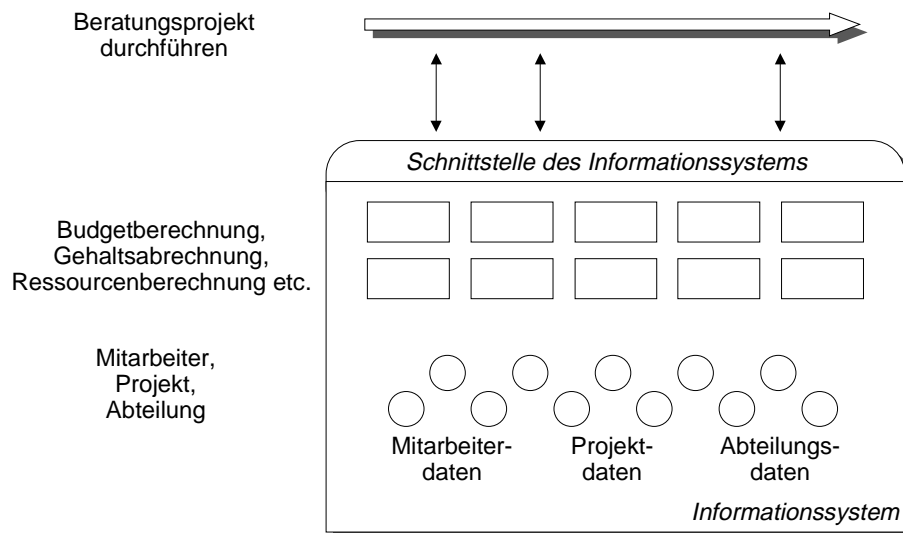 Beratungsprojekt
durchführen
Schnittstelle des Informationssystems
Budgetberechnung,
Gehaltsabrechnung,
Ressourcenberechnung etc.
Mitarbeiter,
Projekt,
Abteilung
Mitarbeiter-
daten
Projekt-
daten
Abteilungs-
daten
Informationssystem